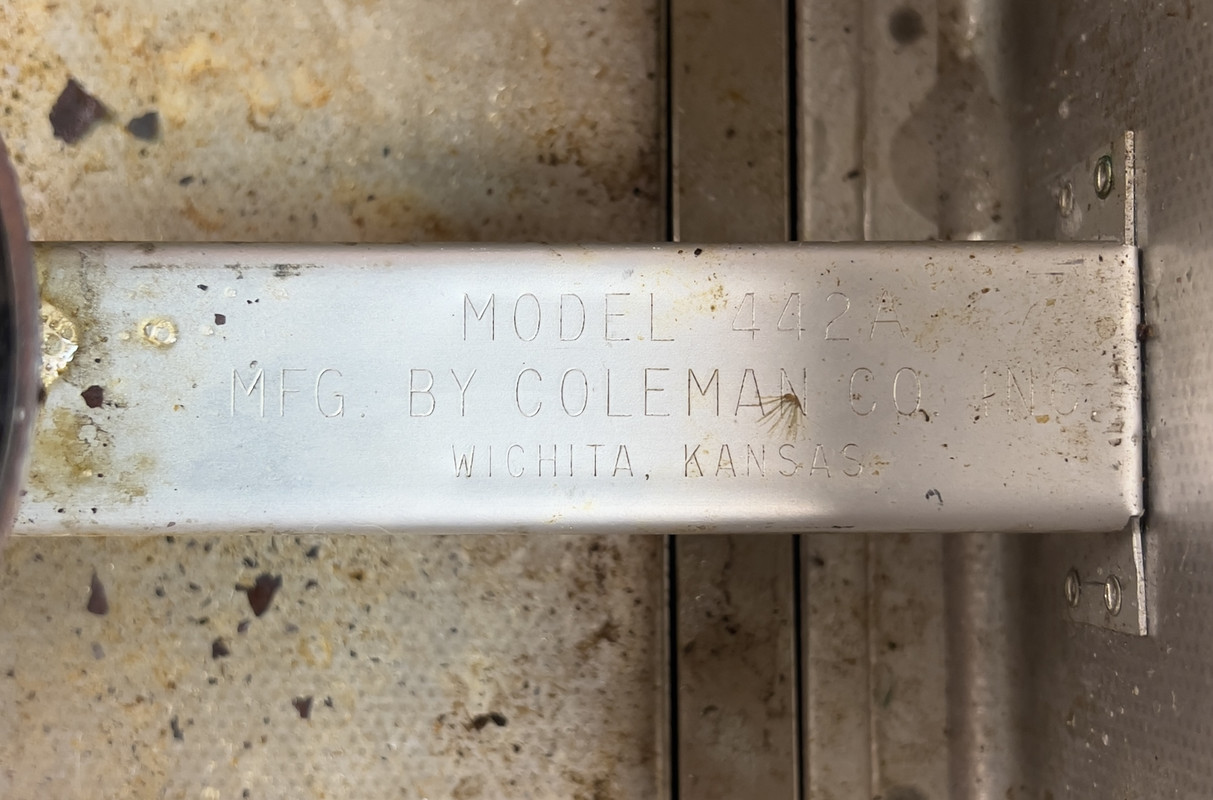 MODEL 442A
MFG. BY COLEMAN CO. INC.
WICHITA, KANSAS